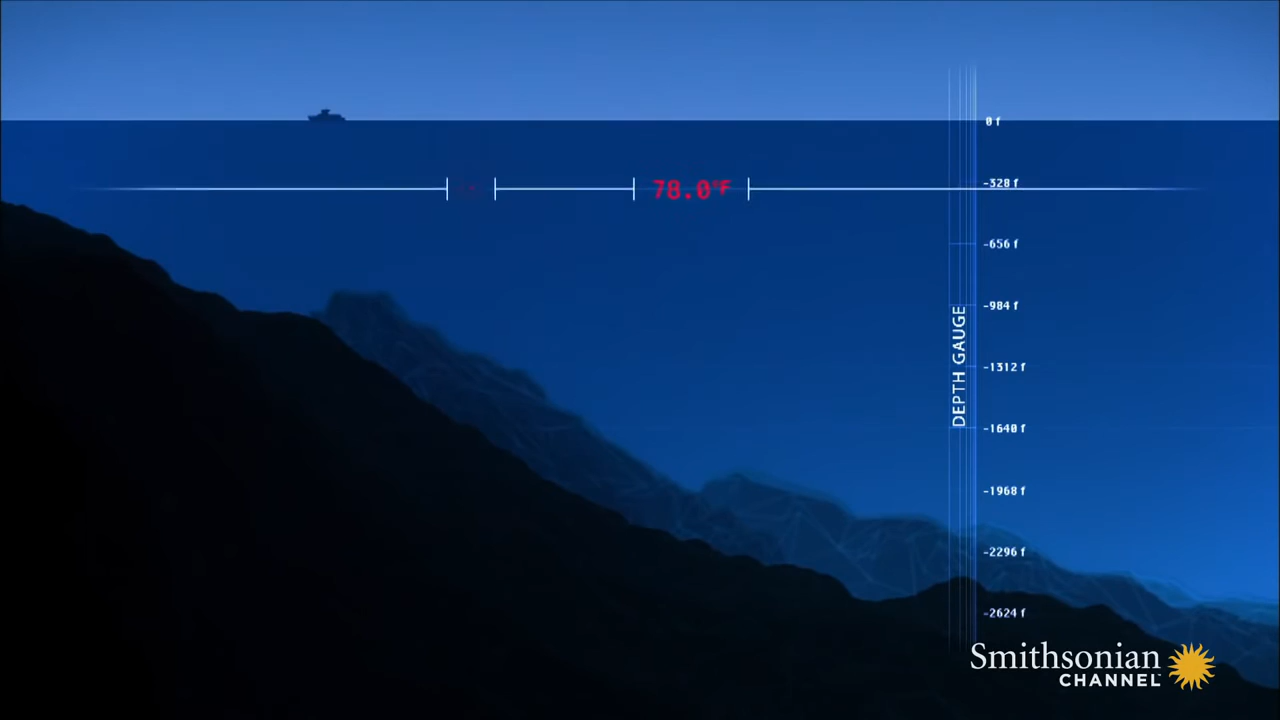 0 f
-328 f
78.0°F
-656 f
-984 f
DEPTH GAUGE
-1312 f
-1640 f
-1968 f
-2296 f
-2624 f
Smithsonian
CHANNEL